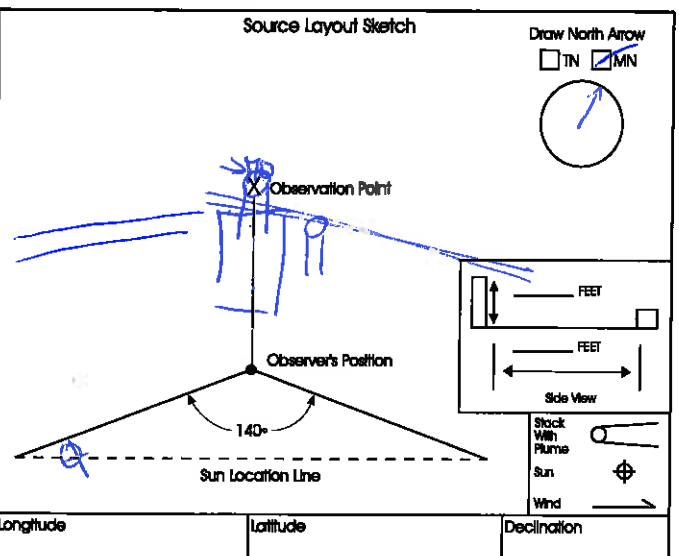 Source Layout Sketch
Draw North Arrow
TN MN
X Observation Point
FEET
FEET
Observer's Position
Side View
140°
Stack
With
Plume
Sun
Sun Location Line
Wind
Longitude Latitude Declination